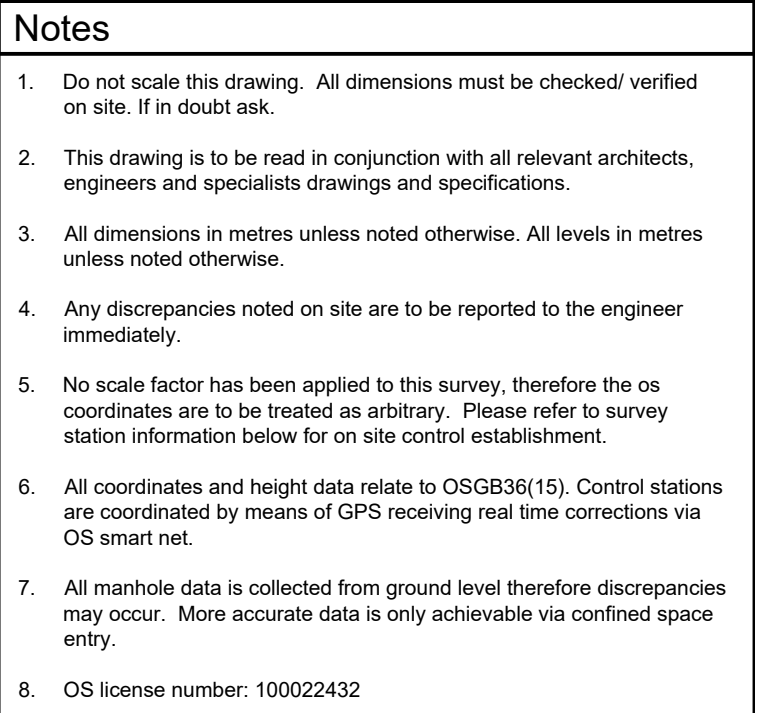 Notes
1. Do not scale this drawing. All dimensions must be checked/ verified
on site. If in doubt ask.
2. This drawing is to be read in conjunction with all relevant architects,
engineers and specialists drawings and specifications.
3. All dimensions in metres unless noted otherwise. All levels in metres
unless noted otherwise.
4. Any discrepancies noted on site are to be reported to the engineer
immediately.
5. No scale factor has been applied to this survey, therefore the os
coordinates are to be treated as arbitrary. Please refer to survey
station information below for on site control establishment.
6. All coordinates and height data relate to OSGB36(15). Control stations
are coordinated by means of GPS receiving real time corrections via
OS smart net.
7. All manhole data is collected from ground level therefore discrepancies
may occur. More accurate data is only achievable via confined space
entry.
8. OS license number: 100022432